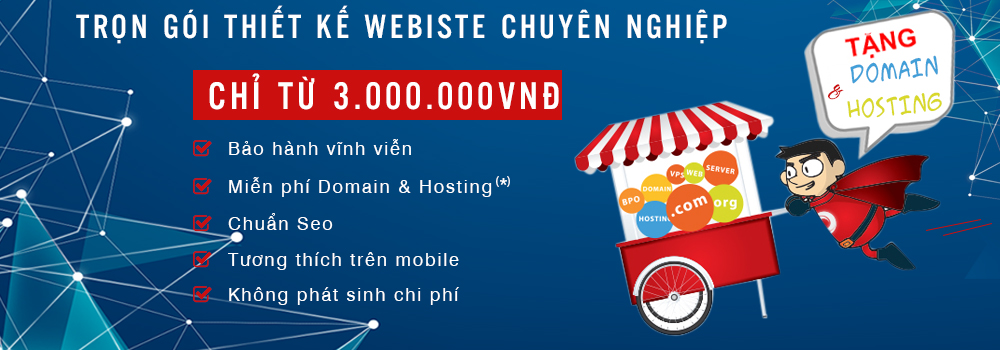 TRỌN GÓI THIẾT KẾ WEBISTE CHUYÊN NGHIỆP
CHỈ TỪ 3.000.000VNĐ
Bảo hành vĩnh viễn
Miễn phí Domain & Hosting(*)
Chuẩn Seo
Tương thích trên mobile
Không phát sinh chi phí
TẶNG
DOMAIN
&
HOSTING
VPS
WEB
SERVER
DOMAIN
BPO
.com
org
HOSTING